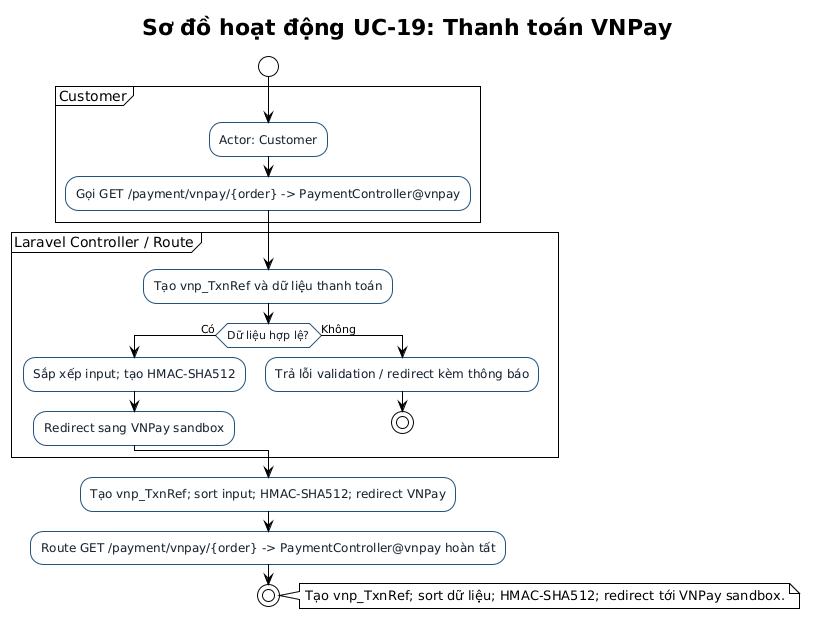 Sơ đồ hoạt động UC-19: Thanh toán VNPay
Customer
Actor: Customer
Gọi GET /payment/vnpay/{order} -> PaymentController@vnpay
Laravel Controller / Route
Tạo vnp_TxnRef và dữ liệu thanh toán
Có
Dữ liệu hợp lệ?
Không
Sắp xếp input; tạo HMAC-SHA512
Trả lỗi validation / redirect kèm thông báo
Redirect sang VNPay sandbox
Tạo vnp_TxnRef; sort input; HMAC-SHA512; redirect VNPay
Route GET /payment/vnpay/{order} -> PaymentController@vnpay hoàn tất
Tạo vnp_TxnRef; sort dữ liệu; HMAC-SHA512; redirect tới VNPay sandbox.